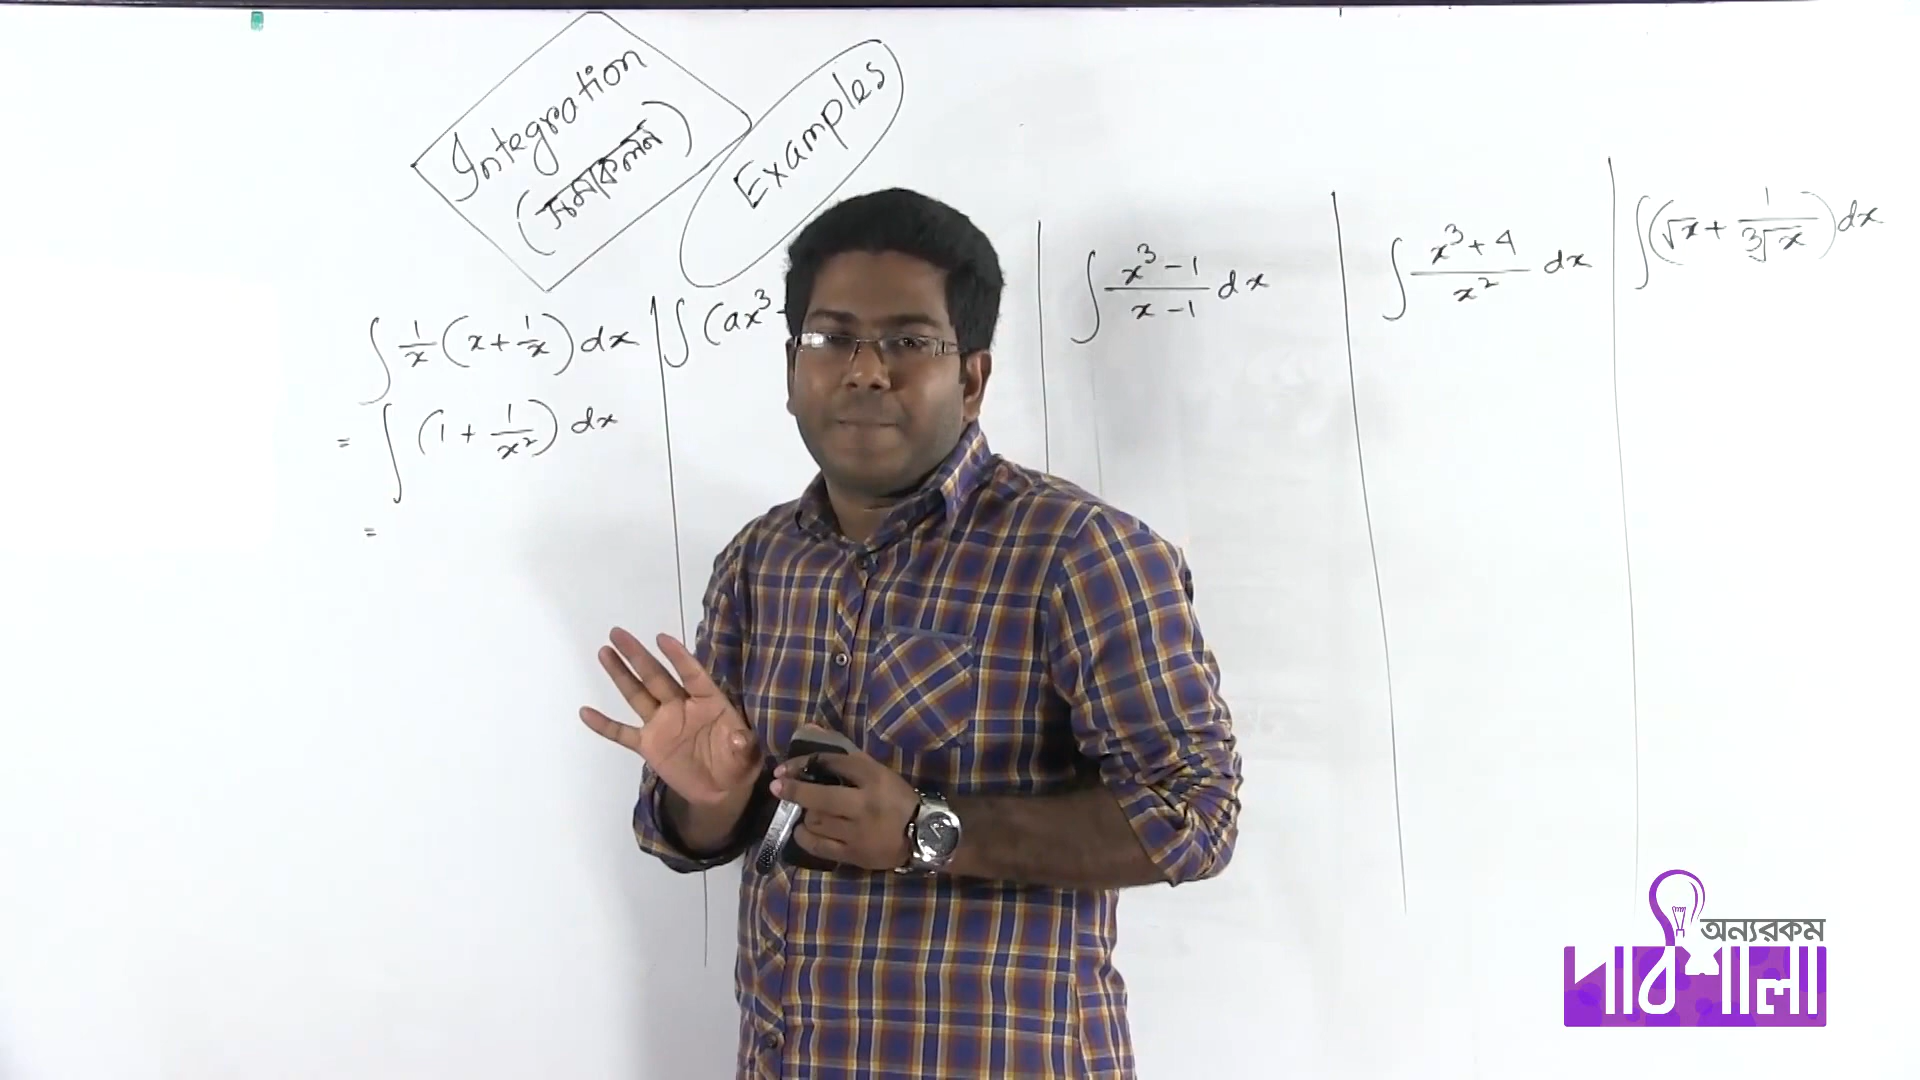 Integration
(সমাকলন)
Examples
∫ 1/x (x + 1/x) dx
= ∫ (1 + 1/x²) dx
=
∫ (ax³
∫ (x³ - 1)/(x - 1) dx
∫ (x³ + 4)/x² dx
∫ (√x + 1/³√x) dx
অন্যরকম
পাঠশালা